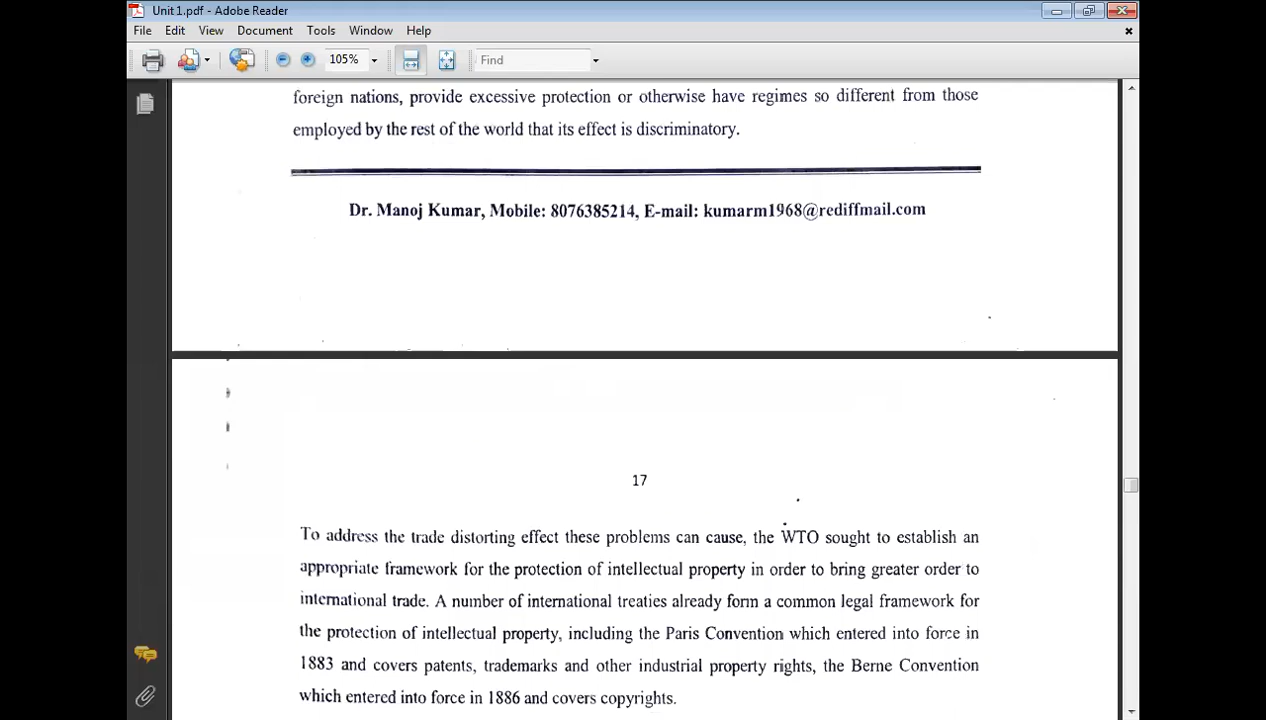 Unit 1.pdf - Adobe Reader
File Edit View Document Tools Window Help
105% Find
foreign nations, provide excessive protection or otherwise have regimes so different from those
employed by the rest of the world that its effect is discriminatory.
Dr. Manoj Kumar, Mobile: 8076385214, E-mail: kumarm1968@rediffmail.com
17
To address the trade distorting effect these problems can cause, the WTO sought to establish an
appropriate framework for the protection of intellectual property in order to bring greater order to
international trade. A number of international treaties already form a common legal framework for
the protection of intellectual property, including the Paris Convention which entered into force in
1883 and covers patents, trademarks and other industrial property rights, the Berne Convention
which entered into force in 1886 and covers copyrights.